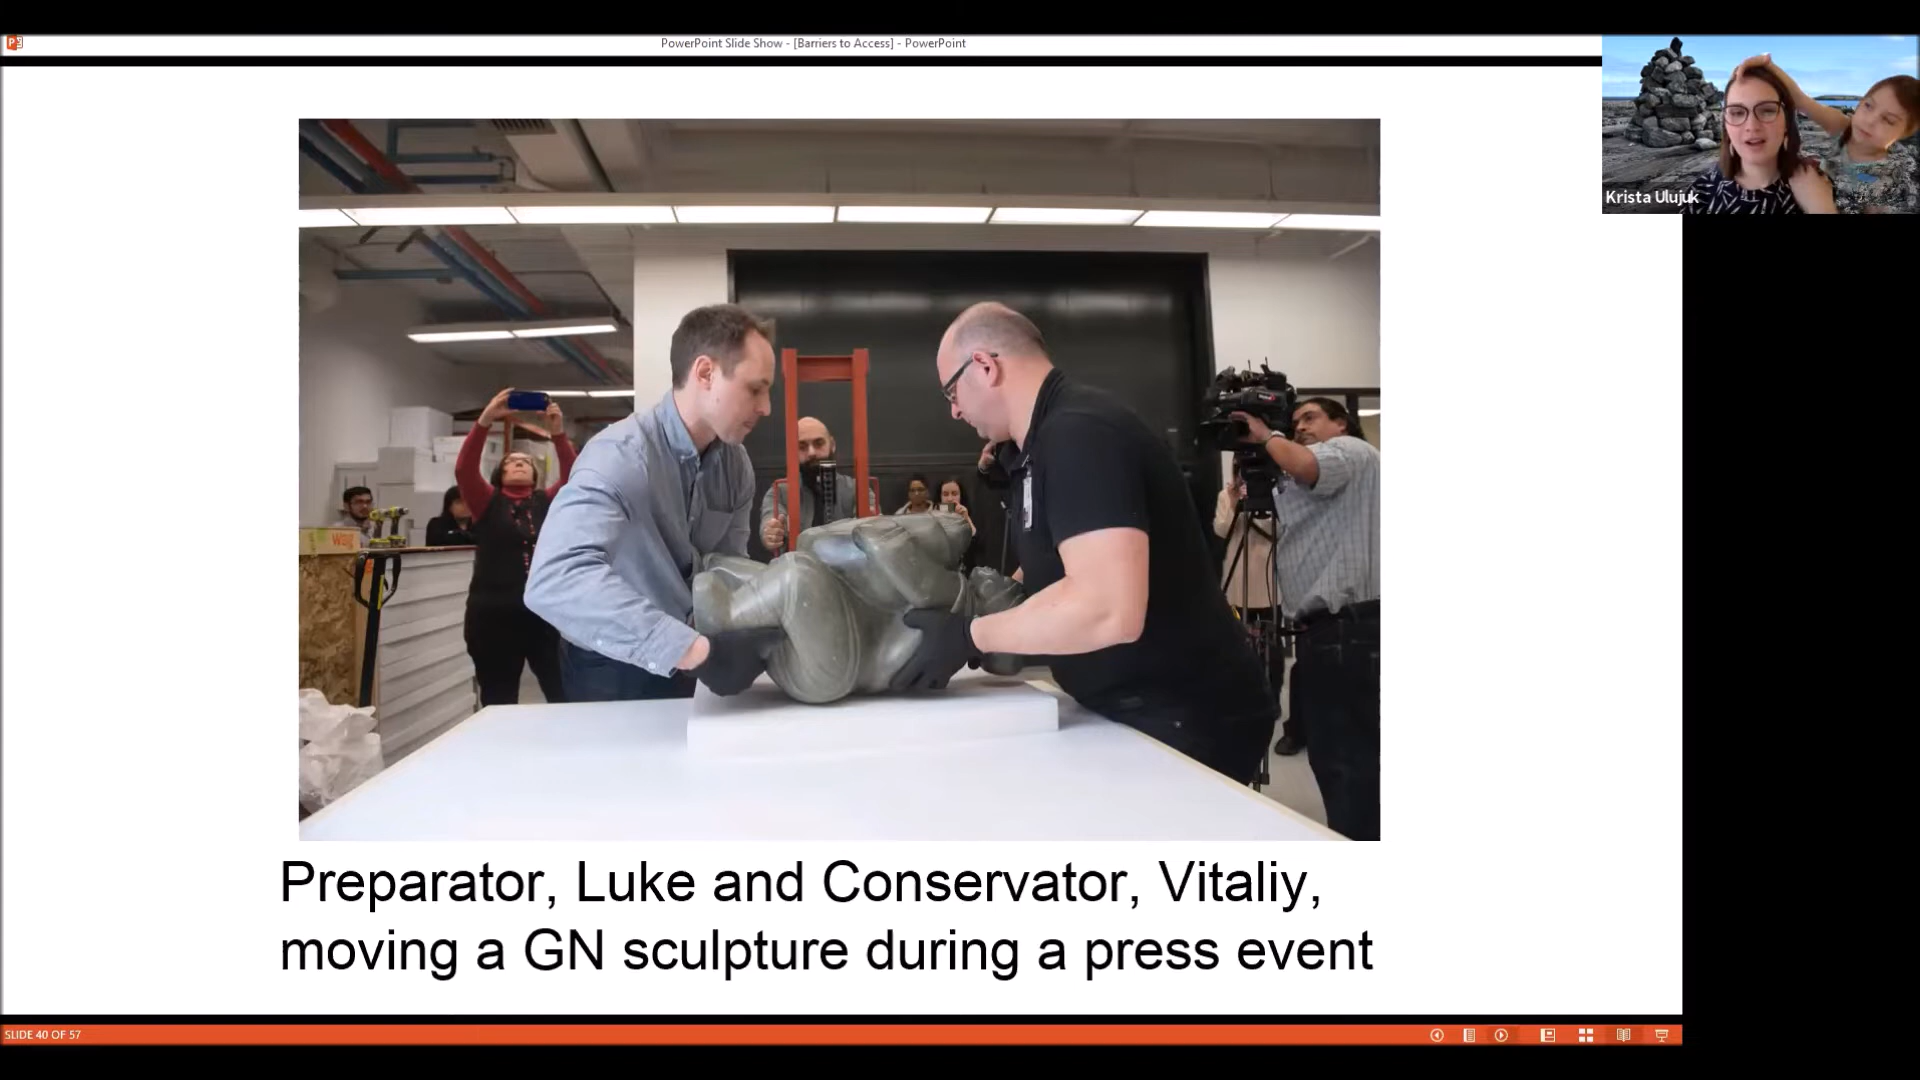 PowerPoint Slide Show - [Barriers to Access] - PowerPoint
Krista Ulujuk
Preparator, Luke and Conservator, Vitaliy,
moving a GN sculpture during a press event
SLIDE 40 OF 57